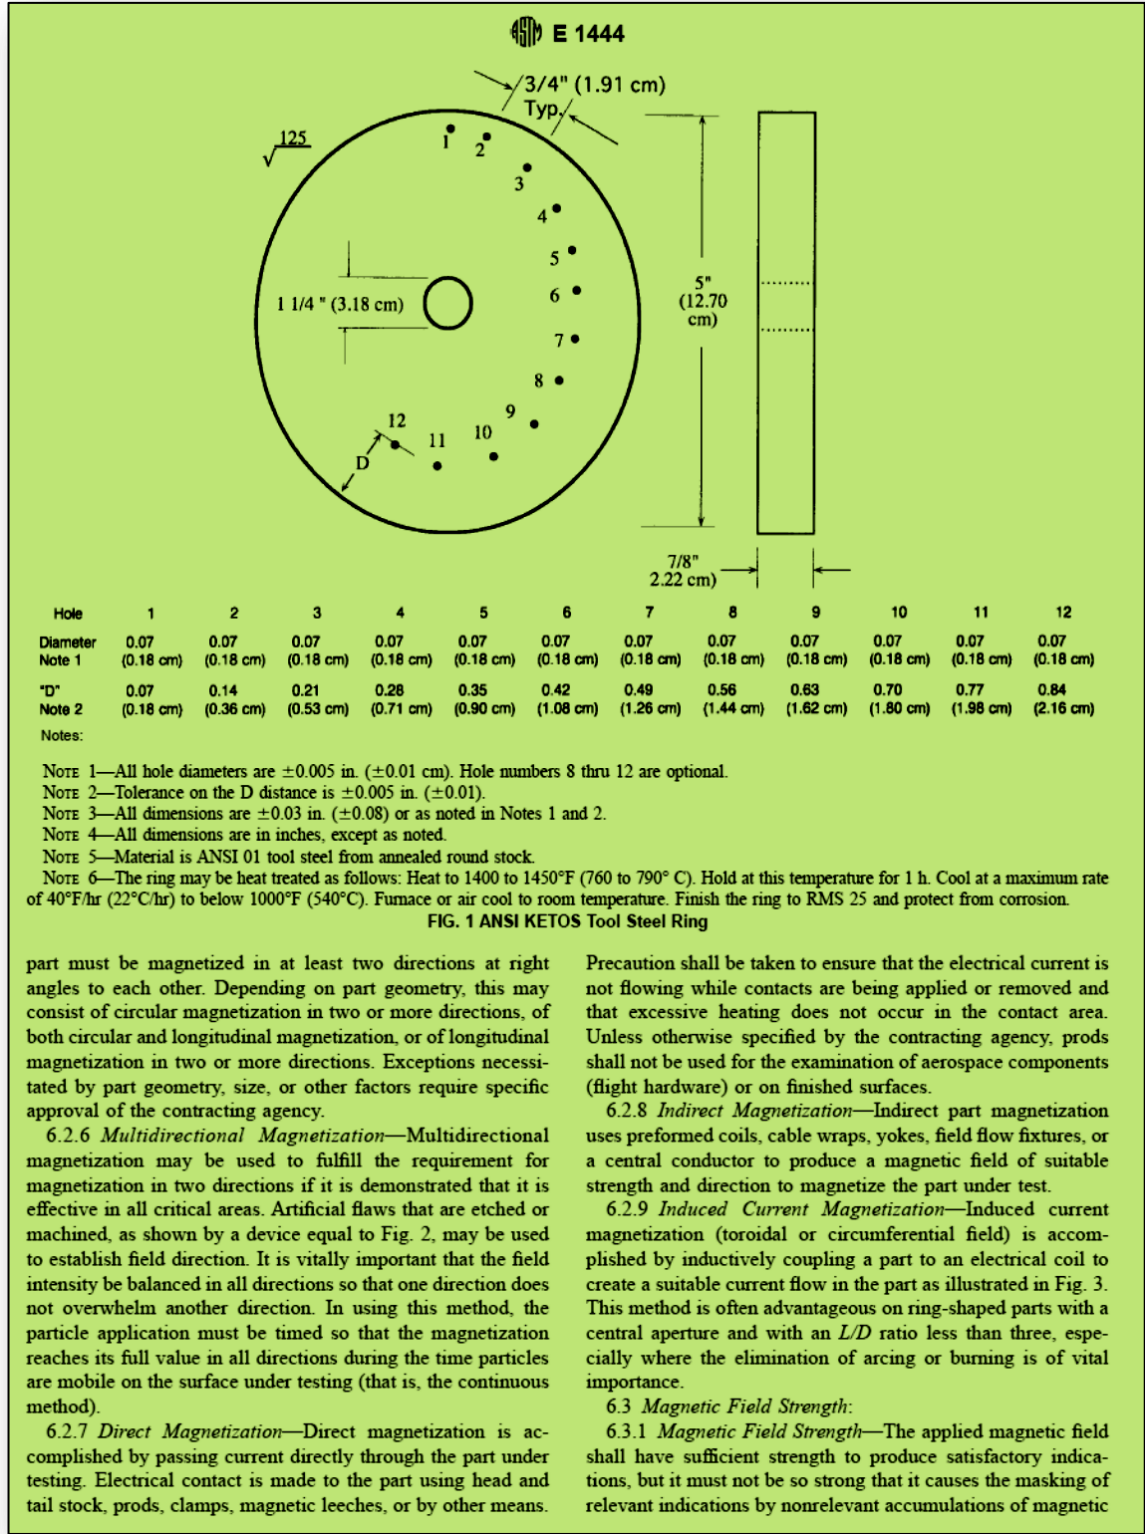 ASTM E 1444
3/4" (1.91 cm)
Typ.
125
1
2
3
4
5
6
7
8
9
10
11
12
D
1 1/4 " (3.18 cm)
5"
(12.70
cm)
7/8"
2.22 cm)
Hole 1 2 3 4 5 6 7 8 9 10 11 12
Diameter 0.07 0.07 0.07 0.07 0.07 0.07 0.07 0.07 0.07 0.07 0.07 0.07
Note 1 (0.18 cm) (0.18 cm) (0.18 cm) (0.18 cm) (0.18 cm) (0.18 cm) (0.18 cm) (0.18 cm) (0.18 cm) (0.18 cm) (0.18 cm) (0.18 cm)
"D" 0.07 0.14 0.21 0.28 0.35 0.42 0.49 0.56 0.63 0.70 0.77 0.84
Note 2 (0.18 cm) (0.36 cm) (0.53 cm) (0.71 cm) (0.90 cm) (1.08 cm) (1.26 cm) (1.44 cm) (1.62 cm) (1.80 cm) (1.98 cm) (2.16 cm)
Notes:
NOTE 1—All hole diameters are ±0.005 in. (±0.01 cm). Hole numbers 8 thru 12 are optional.
NOTE 2—Tolerance on the D distance is ±0.005 in. (±0.01).
NOTE 3—All dimensions are ±0.03 in. (±0.08) or as noted in Notes 1 and 2.
NOTE 4—All dimensions are in inches, except as noted.
NOTE 5—Material is ANSI 01 tool steel from annealed round stock.
NOTE 6—The ring may be heat treated as follows: Heat to 1400 to 1450°F (760 to 790° C). Hold at this temperature for 1 h. Cool at a maximum rate
of 40°F/hr (22°C/hr) to below 1000°F (540°C). Furnace or air cool to room temperature. Finish the ring to RMS 25 and protect from corrosion.
FIG. 1 ANSI KETOS Tool Steel Ring
part must be magnetized in at least two directions at right
angles to each other. Depending on part geometry, this may
consist of circular magnetization in two or more directions, of
both circular and longitudinal magnetization, or of longitudinal
magnetization in two or more directions. Exceptions necessi-
tated by part geometry, size, or other factors require specific
approval of the contracting agency.
6.2.6 Multidirectional Magnetization—Multidirectional
magnetization may be used to fulfill the requirement for
magnetization in two directions if it is demonstrated that it is
effective in all critical areas. Artificial flaws that are etched or
machined, as shown by a device equal to Fig. 2, may be used
to establish field direction. It is vitally important that the field
intensity be balanced in all directions so that one direction does
not overwhelm another direction. In using this method, the
particle application must be timed so that the magnetization
reaches its full value in all directions during the time particles
are mobile on the surface under testing (that is, the continuous
method).
6.2.7 Direct Magnetization—Direct magnetization is ac-
complished by passing current directly through the part under
testing. Electrical contact is made to the part using head and
tail stock, prods, clamps, magnetic leeches, or by other means.
Precaution shall be taken to ensure that the electrical current is
not flowing while contacts are being applied or removed and
that excessive heating does not occur in the contact area.
Unless otherwise specified by the contracting agency, prods
shall not be used for the examination of aerospace components
(flight hardware) or on finished surfaces.
6.2.8 Indirect Magnetization—Indirect part magnetization
uses preformed coils, cable wraps, yokes, field flow fixtures, or
a central conductor to produce a magnetic field of suitable
strength and direction to magnetize the part under test.
6.2.9 Induced Current Magnetization—Induced current
magnetization (toroidal or circumferential field) is accom-
plished by inductively coupling a part to an electrical coil to
create a suitable current flow in the part as illustrated in Fig. 3.
This method is often advantageous on ring-shaped parts with a
central aperture and with an L/D ratio less than three, espe-
cially where the elimination of arcing or burning is of vital
importance.
6.3 Magnetic Field Strength:
6.3.1 Magnetic Field Strength—The applied magnetic field
shall have sufficient strength to produce satisfactory indica-
tions, but it must not be so strong that it causes the masking of
relevant indications by nonrelevant accumulations of magnetic